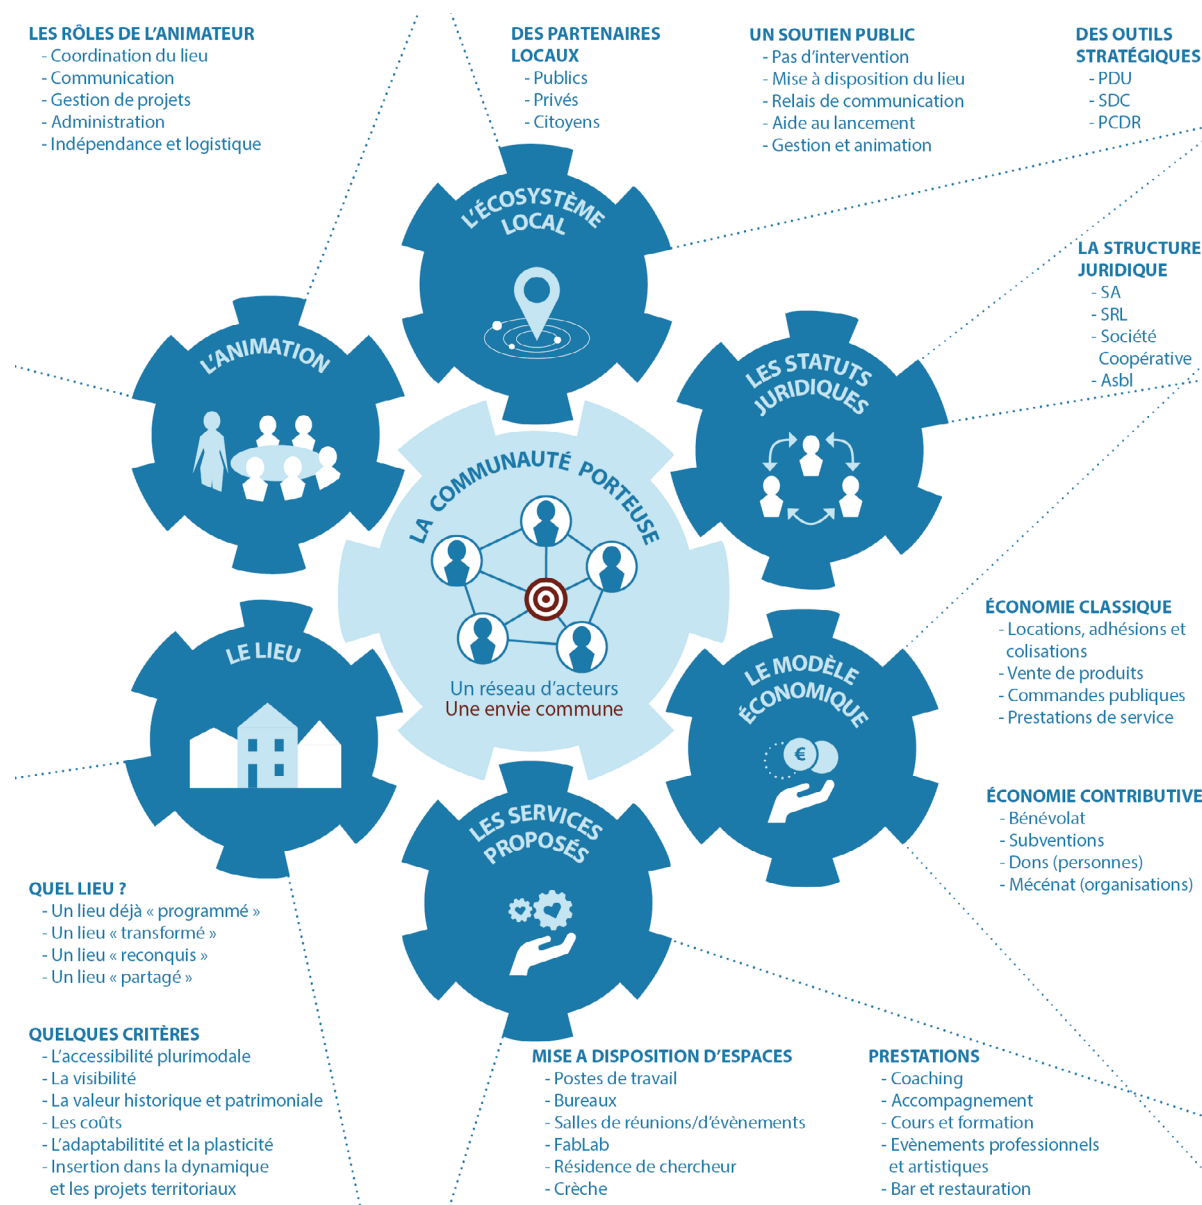 LES RÔLES DE L'ANIMATEUR
- Coordination du lieu
- Communication
- Gestion de projets
- Administration
- Indépendance et logistique
DES PARTENAIRES
LOCAUX
- Publics
- Privés
- Citoyens
UN SOUTIEN PUBLIC
- Pas d'intervention
- Mise à disposition du lieu
- Relais de communication
- Aide au lancement
- Gestion et animation
DES OUTILS
STRATÉGIQUES
- PDU
- SDC
- PCDR
L'ÉCOSYSTÈME
LOCAL
L'ANIMATION
LES STATUTS
JURIDIQUES
LA STRUCTURE
JURIDIQUE
- SA
- SRL
- Société
Coopérative
- Asbl
LA COMMUNAUTÉ PORTEUSE
Un réseau d'acteurs
Une envie commune
LE LIEU
LE MODÈLE
ÉCONOMIQUE
€
ÉCONOMIE CLASSIQUE
- Locations, adhésions et
colisations
- Vente de produits
- Commandes publiques
- Prestations de service
ÉCONOMIE CONTRIBUTIVE
- Bénévolat
- Subventions
- Dons (personnes)
- Mécénat (organisations)
LES SERVICES
PROPOSÉS
QUEL LIEU ?
- Un lieu déjà « programmé »
- Un lieu « transformé »
- Un lieu « reconquis »
- Un lieu « partagé »
QUELQUES CRITÈRES
- L'accessibilité plurimodale
- La visibilité
- La valeur historique et patrimoniale
- Les coûts
- L'adaptabilitité et la plasticité
- Insertion dans la dynamique
et les projets territoriaux
MISE A DISPOSITION D'ESPACES
- Postes de travail
- Bureaux
- Salles de réunions/d'évènements
- FabLab
- Résidence de chercheur
- Crèche
PRESTATIONS
- Coaching
- Accompagnement
- Cours et formation
- Evènements professionnels
et artistiques
- Bar et restauration